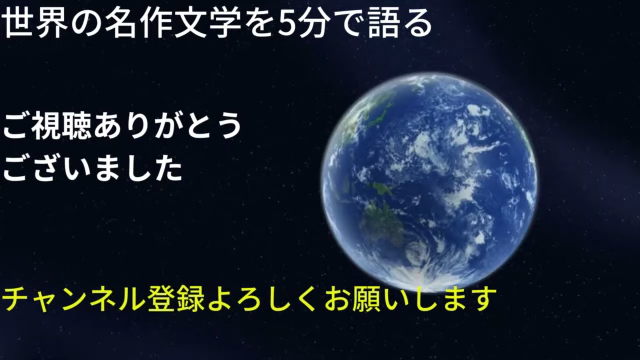 世界の名作文学を5分で語る
ご視聴ありがとう
ございました
チャンネル登録よろしくお願いします